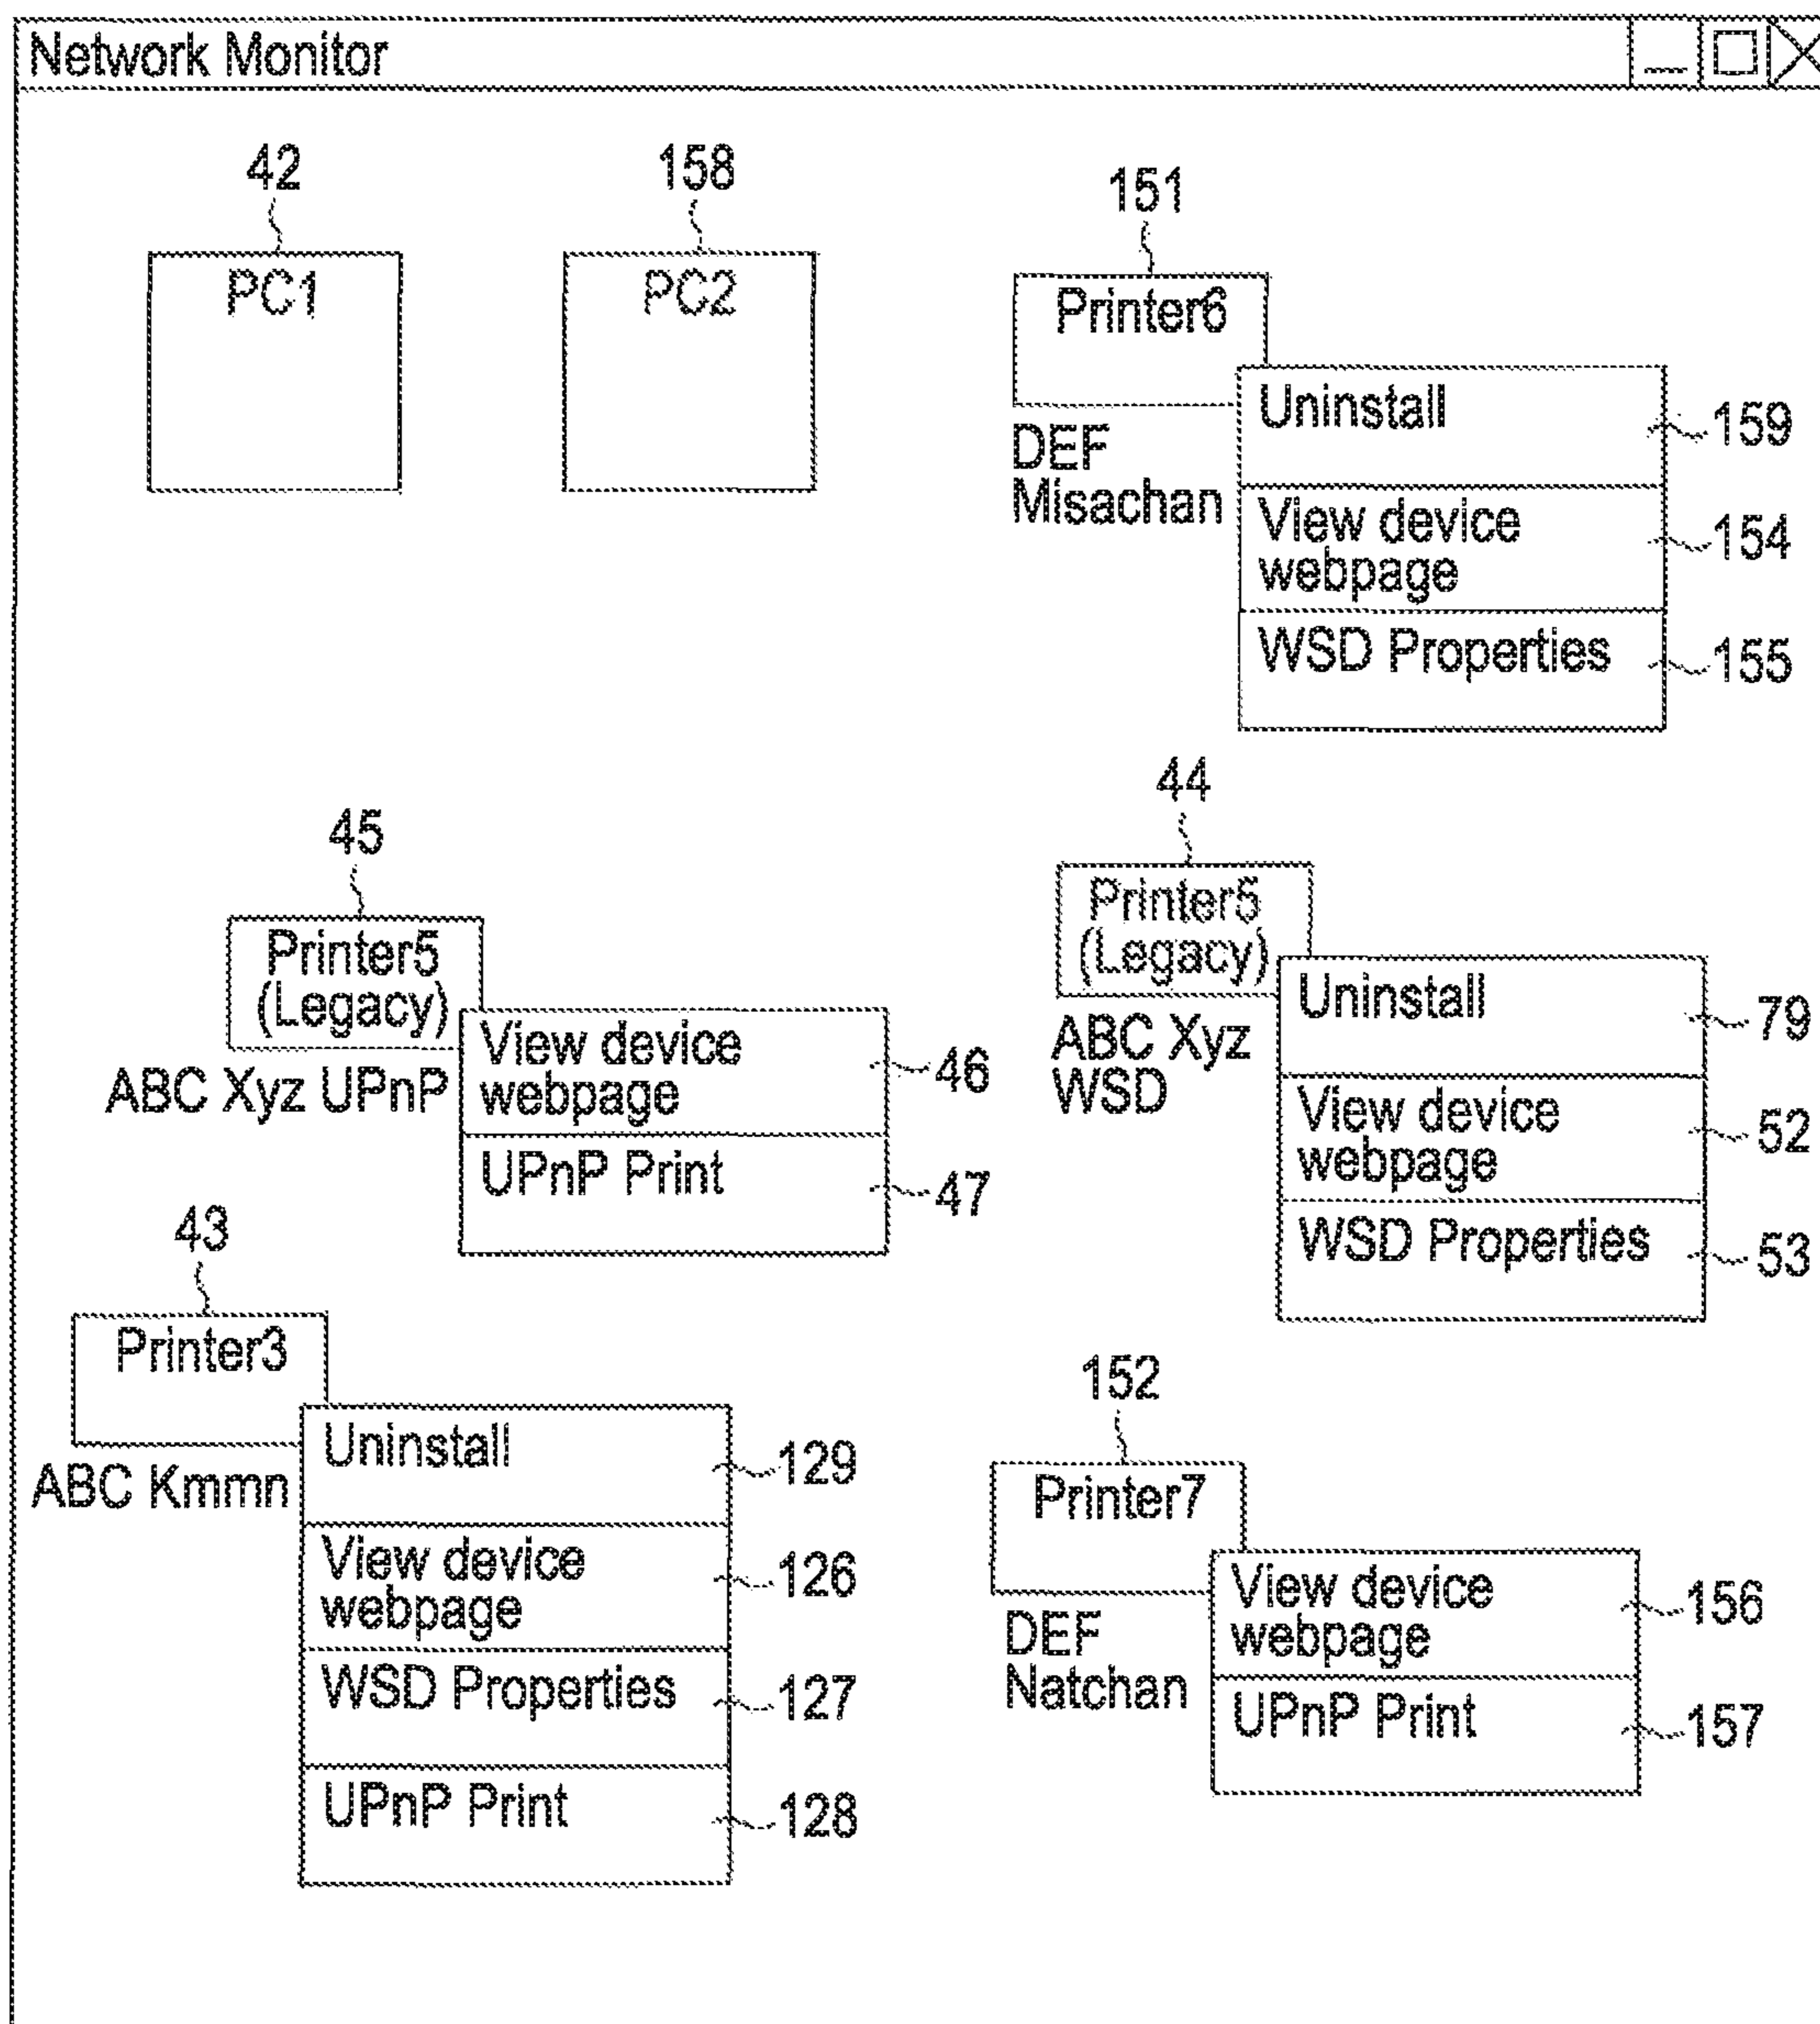 Network Monitor
42
158
151
PC1
PC2
Printer6
Uninstall
159
DEF
Misachan
View device
webpage
154
WSD Properties
155
45
44
Printer5
(Legacy)
Printer5
(Legacy)
ABC Xyz UPnP
View device
webpage
46
UPnP Print
47
ABC Xyz
WSD
Uninstall
79
View device
webpage
52
WSD Properties
53
43
Printer3
ABC Kmmn
Uninstall
129
View device
webpage
126
WSD Properties
127
UPnP Print
128
152
Printer7
DEF
Natchan
View device
webpage
156
UPnP Print
157